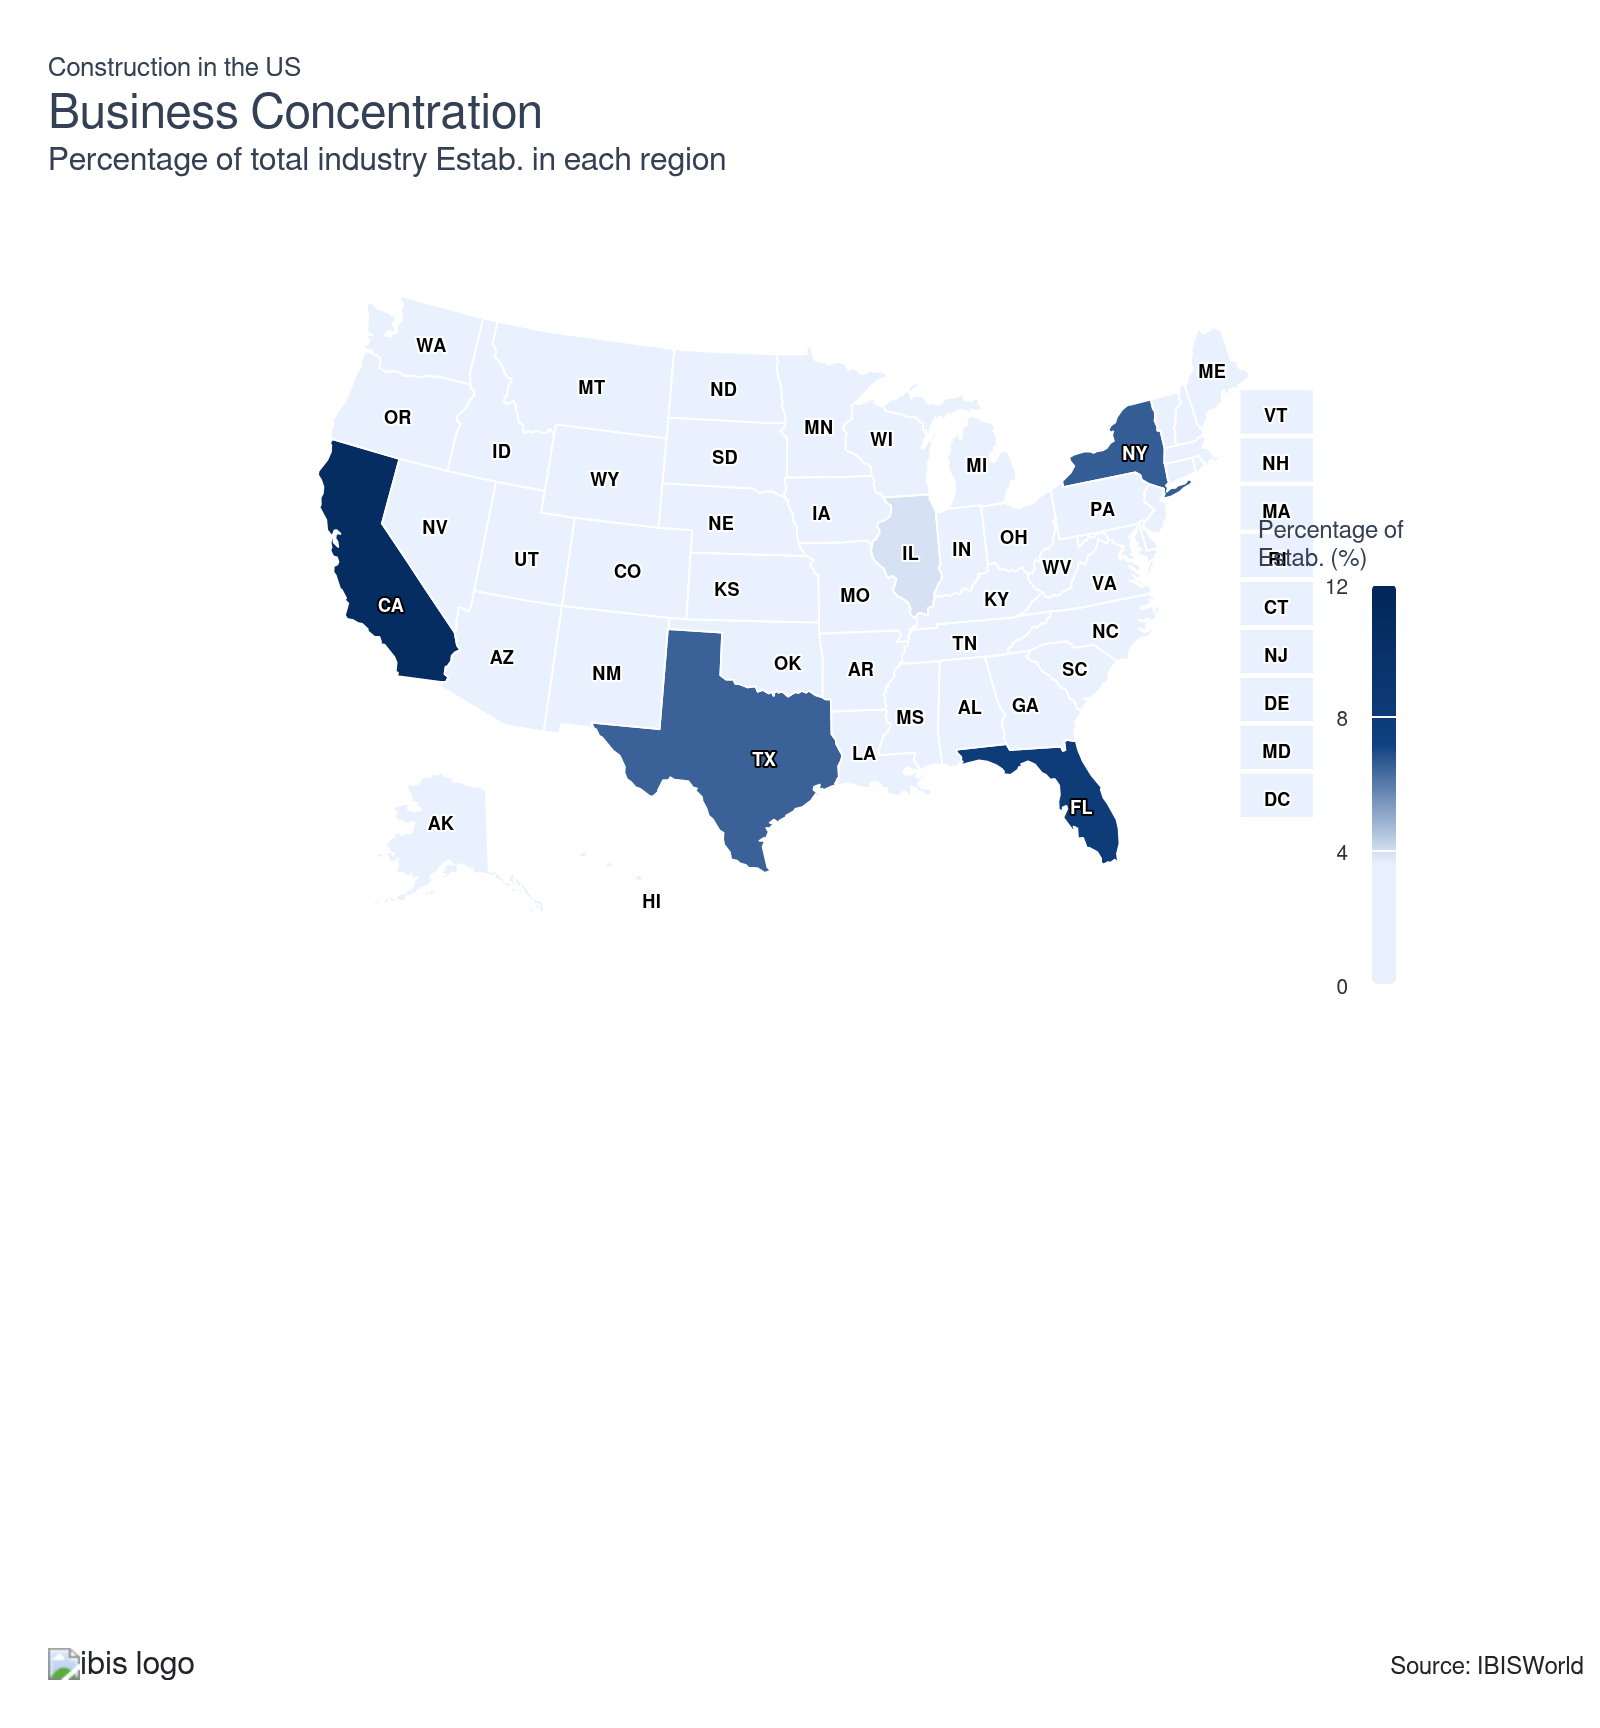 Construction in the US
Business Concentration
Percentage of total industry Estab. in each region
WA
MT
ND
ME
OR
MN
VT
WI
ID
SD
NY
NH
MI
WY
PA
MA
NV
NE
IA
Percentage of
Estab. (%)
RI
OH
IN
IL
UT
CO
WV
VA
12
KS
MO
KY
CT
CA
NC
TN
NJ
AZ
NM
OK
AR
SC
DE
AL
GA
MS
8
LA
MD
TX
DC
FL
AK
4
HI
0
ibis logo
Source: IBISWorld